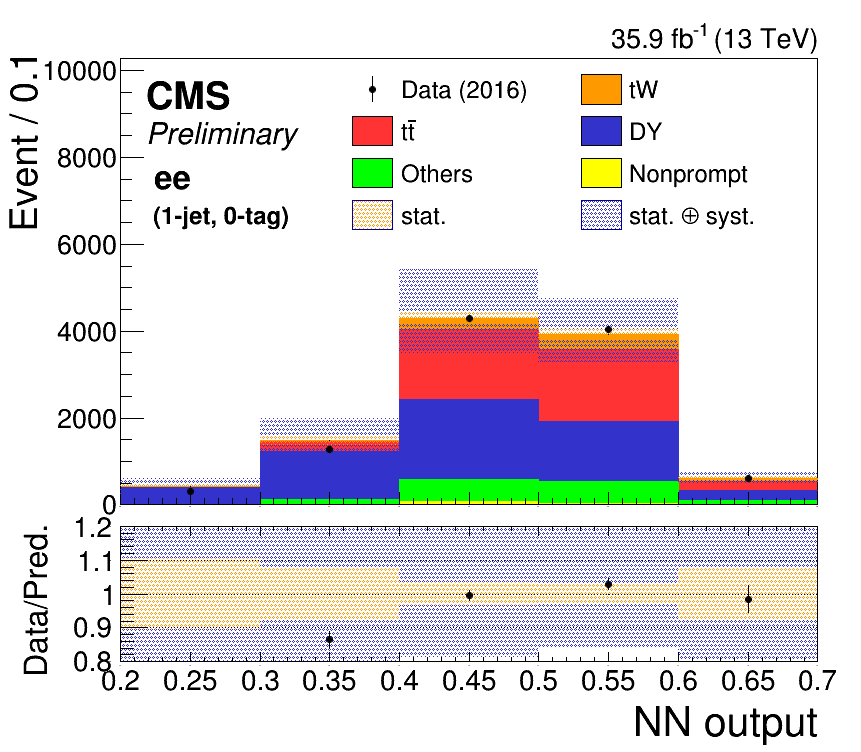 35.9 fb⁻¹ (13 TeV)
Event / 0.1
10000
8000
6000
4000
2000
0
CMS
Preliminary
ee
(1-jet, 0-tag)
Data (2016)
tW
tt̄
DY
Others
Nonprompt
stat.
stat. ⊕ syst.
Data/Pred.
1.2
1.1
1
0.9
0.8
0.2 0.25 0.3 0.35 0.4 0.45 0.5 0.55 0.6 0.65 0.7
NN output